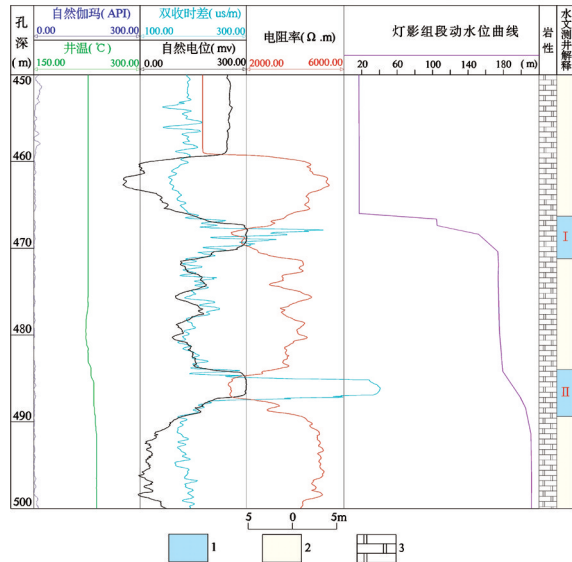 孔深(m)
自然伽玛(API)
0.00 300.00
井温(℃)
150.00 300.00
双收时差(us/m)
100.00 300.00
自然电位(mv)
0.00 300.00
电阻率(Ω.m)
2000.00 6000.00
灯影组段动水位曲线
20 60 100 140 180 (m)
岩性
水文测井解释
450
460
470
480
490
500
I
II
5 0 5m
1 2 3